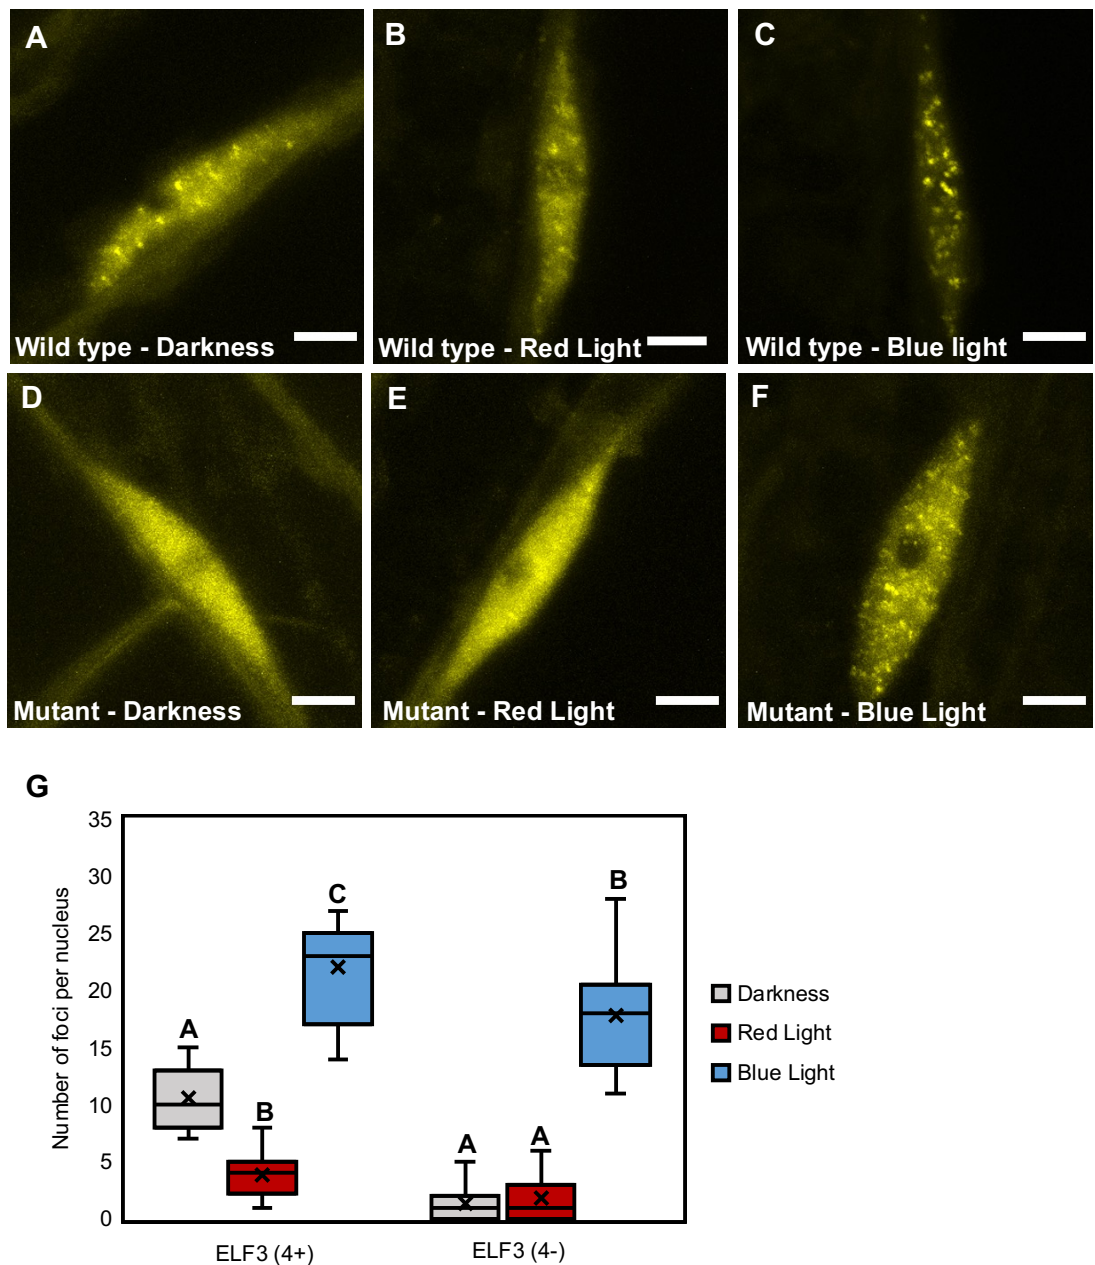 A
B
C
Wild type - Darkness
Wild type - Red Light
Wild type - Blue light
D
E
F
Mutant - Darkness
Mutant - Red Light
Mutant - Blue Light
G
Number of foci per nucleus
35
30
25
20
15
10
5
0
A
B
C
A
A
B
ELF3 (4+)
ELF3 (4-)
Darkness
Red Light
Blue Light